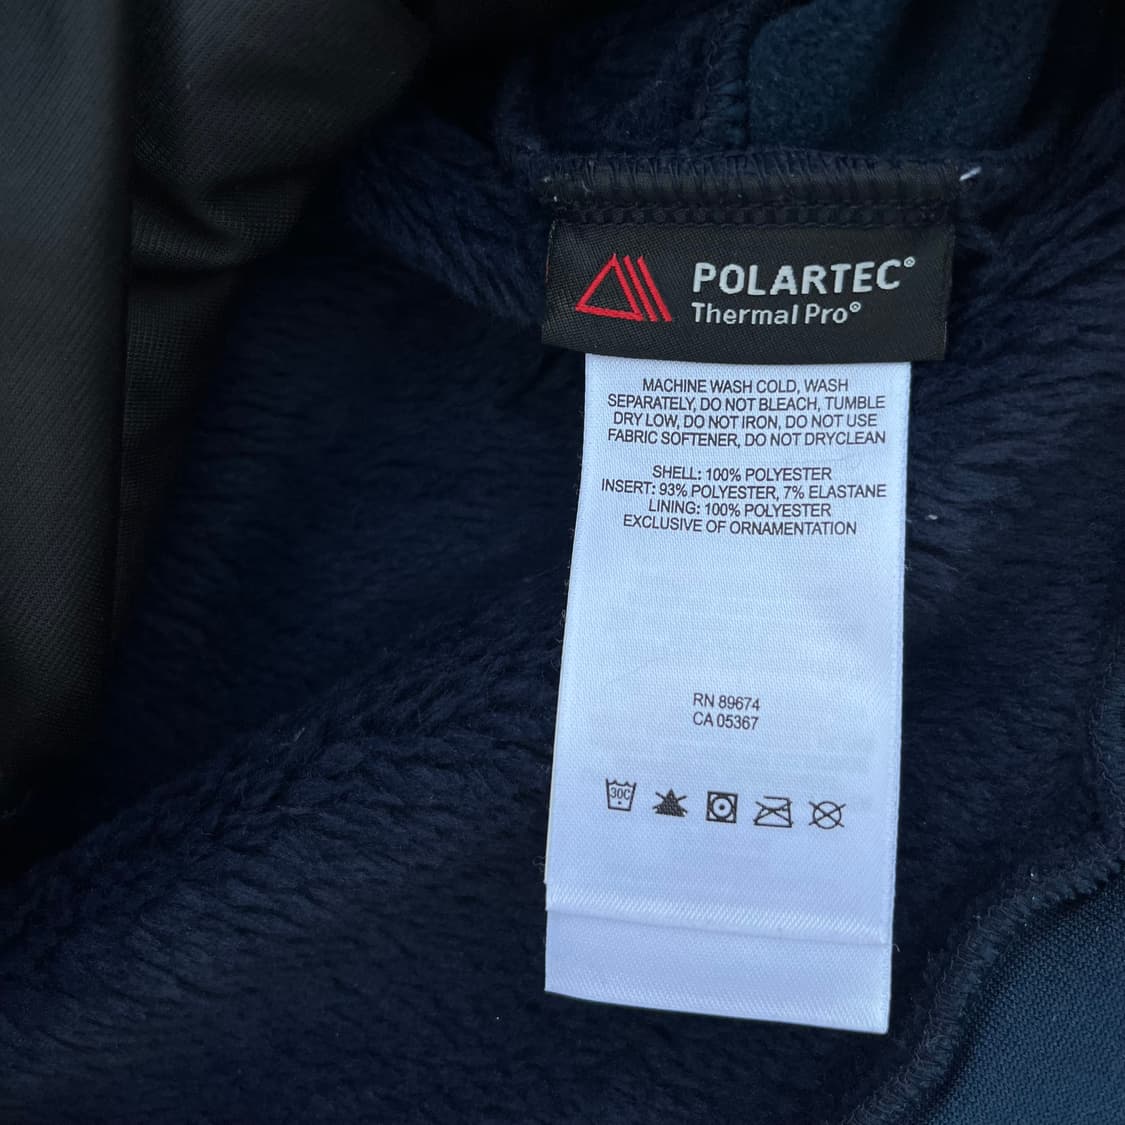 POLARTEC®
Thermal Pro®
MACHINE WASH COLD, WASH
SEPARATELY, DO NOT BLEACH, TUMBLE
DRY LOW, DO NOT IRON, DO NOT USE
FABRIC SOFTENER, DO NOT DRYCLEAN
SHELL: 100% POLYESTER
INSERT: 93% POLYESTER, 7% ELASTANE
LINING: 100% POLYESTER
EXCLUSIVE OF ORNAMENTATION
RN 89674
CA 05367
30C